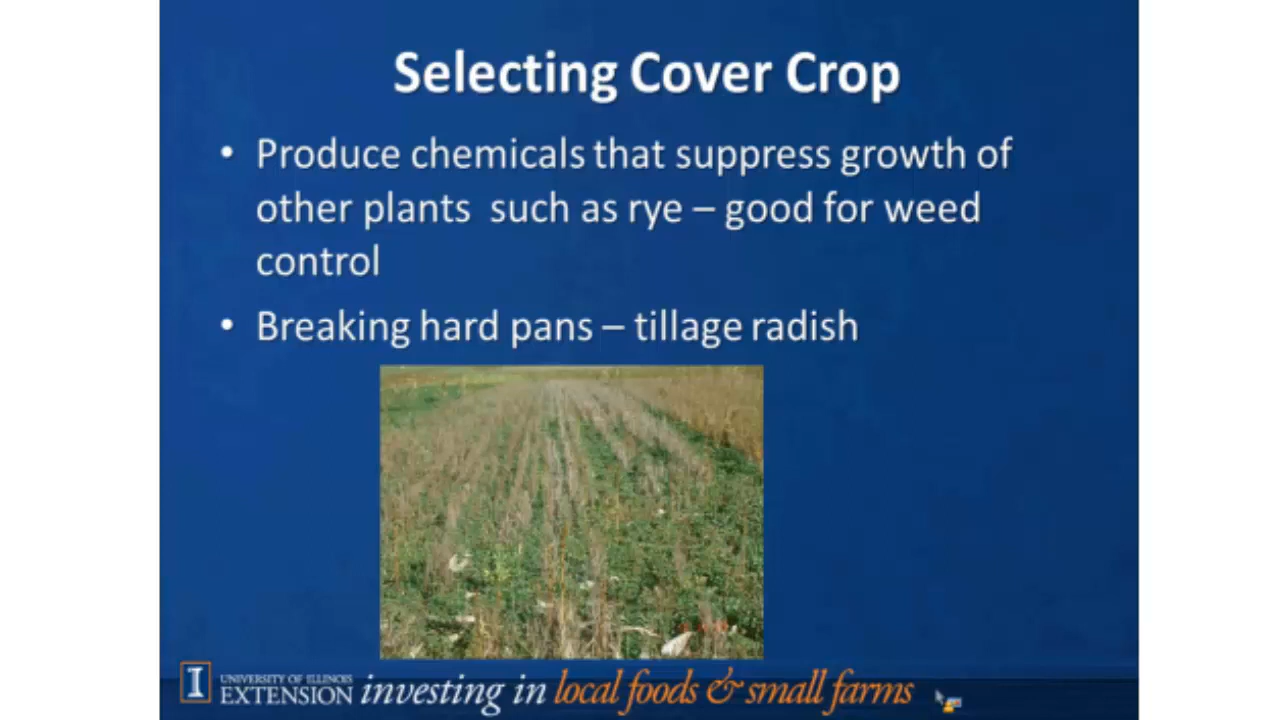 Selecting Cover Crop
• Produce chemicals that suppress growth of
other plants such as rye – good for weed
control
• Breaking hard pans – tillage radish
I UNIVERSITY OF ILLINOIS
EXTENSION investing in local foods & small farms